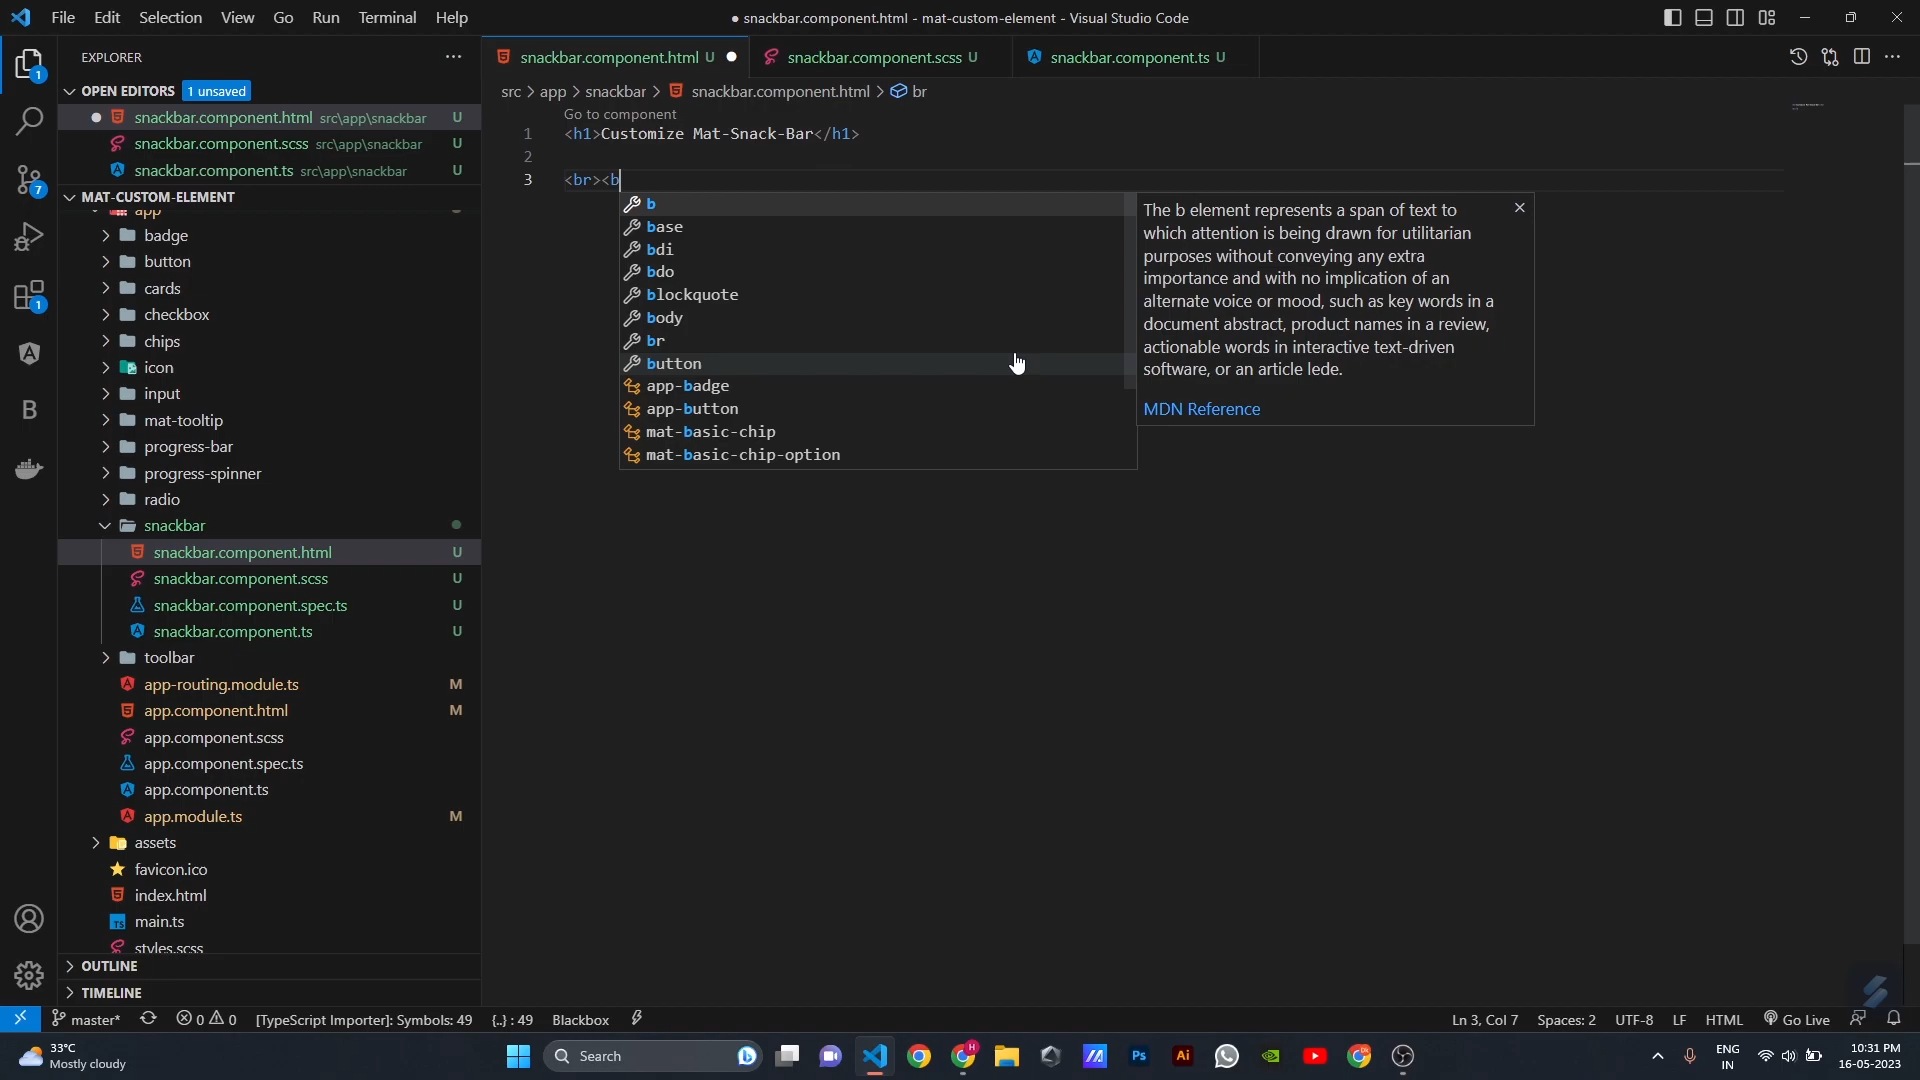 File Edit Selection View Go Run Terminal Help
● snackbar.component.html - mat-custom-element - Visual Studio Code
EXPLORER
OPEN EDITORS 1 unsaved
snackbar.component.html src\app\snackbar U
snackbar.component.scss src\app\snackbar U
snackbar.component.ts src\app\snackbar U
MAT-CUSTOM-ELEMENT
app
badge
button
cards
checkbox
chips
icon
input
mat-tooltip
progress-bar
progress-spinner
radio
snackbar
snackbar.component.html U
snackbar.component.scss U
snackbar.component.spec.ts U
snackbar.component.ts U
toolbar
app-routing.module.ts M
app.component.html M
app.component.scss
app.component.spec.ts
app.component.ts
app.module.ts M
assets
favicon.ico
index.html
main.ts
styles.scss
OUTLINE
TIMELINE
snackbar.component.html U
snackbar.component.scss U
snackbar.component.ts U
src > app > snackbar > snackbar.component.html > br
Go to component
1 <h1>Customize Mat-Snack-Bar</h1>
2
3 <br><b
b
base
bdi
bdo
blockquote
body
br
button
app-badge
app-button
mat-basic-chip
mat-basic-chip-option
The b element represents a span of text to
which attention is being drawn for utilitarian
purposes without conveying any extra
importance and with no implication of an
alternate voice or mood, such as key words in a
document abstract, product names in a review,
actionable words in interactive text-driven
software, or an article lede.
MDN Reference
1
7
1
B
master* 0 0 [TypeScript Importer]: Symbols: 49 {..} : 49 Blackbox
Ln 3, Col 7 Spaces: 2 UTF-8 LF HTML Go Live
33°C
Mostly cloudy
Search
H
Ps
Ai
ENG
IN
10:31 PM
16-05-2023